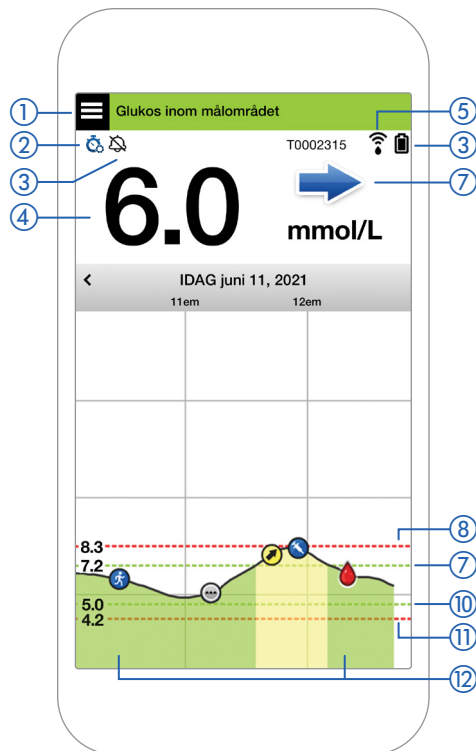 ① Glukos inom målområdet ⑤
② T0002315 ③
③
④ 6.0 mmol/L ⑦
IDAG juni 11, 2021
11em 12em
8.3 ⑧
7.2 ⑦
5.0 ⑩
4.2 ⑪
⑫